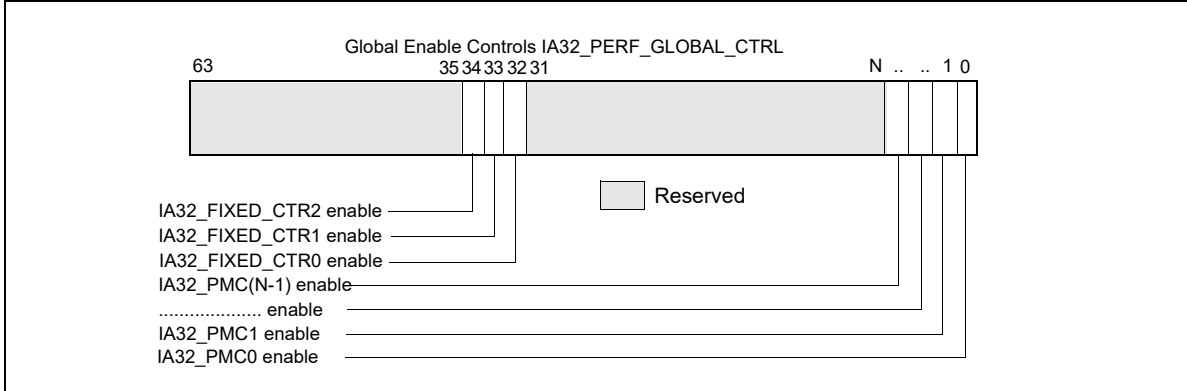 Global Enable Controls IA32_PERF_GLOBAL_CTRL
63 35 34 33 32 31 N .. .. 1 0
Reserved
IA32_FIXED_CTR2 enable
IA32_FIXED_CTR1 enable
IA32_FIXED_CTR0 enable
IA32_PMC(N-1) enable
.................... enable
IA32_PMC1 enable
IA32_PMC0 enable